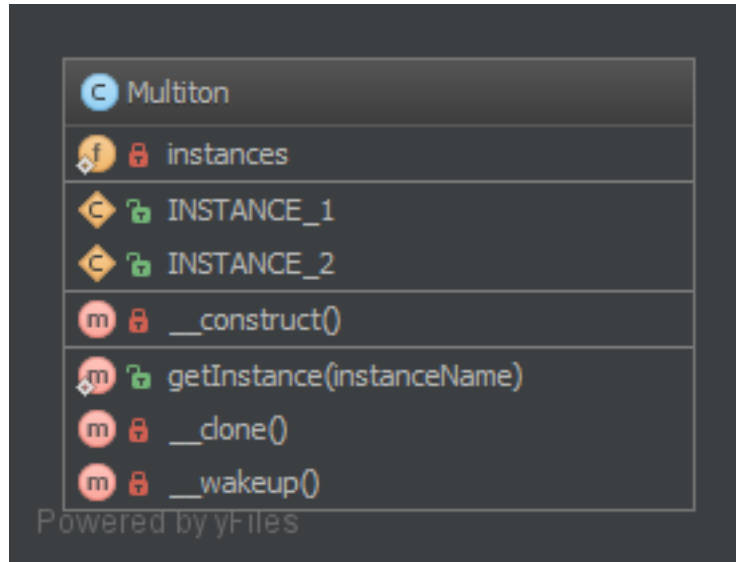 C Multiton
f instances
C INSTANCE_1
C INSTANCE_2
m __construct()
m getInstance(instanceName)
m __clone()
m __wakeup()
Powered by yFiles